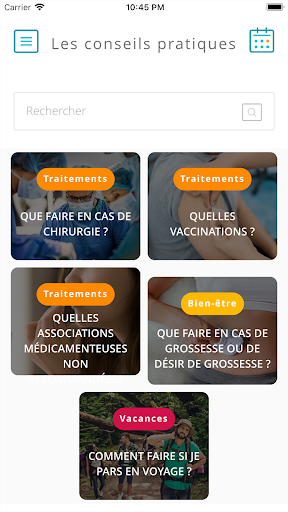 Carrier 10:45 PM
Les conseils pratiques
Rechercher
Traitements
QUE FAIRE EN CAS DE
CHIRURGIE ?
Traitements
QUELLES
VACCINATIONS ?
Traitements
QUELLES
ASSOCIATIONS
MÉDICAMENTEUSES
NON
Bien-être
QUE FAIRE EN CAS DE
GROSSESSE OU DE
DÉSIR DE GROSSESSE ?
Vacances
COMMENT FAIRE SI JE
PARS EN VOYAGE ?